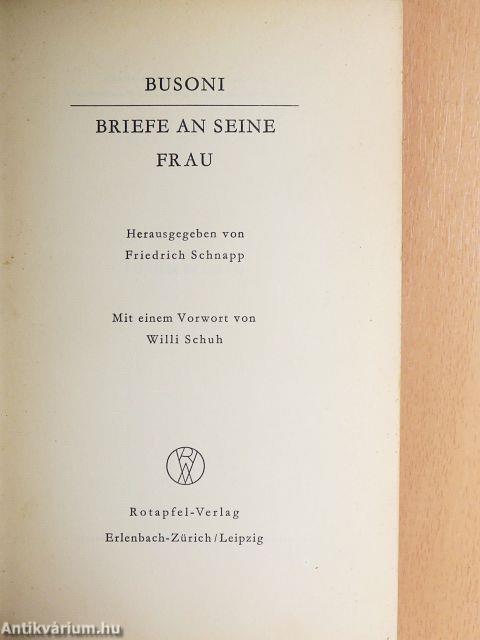 BUSONI
BRIEFE AN SEINE
FRAU
Herausgegeben von
Friedrich Schnapp
Mit einem Vorwort von
Willi Schuh
Rotapfel-Verlag
Erlenbach-Zürich/Leipzig
Antikvárium.hu